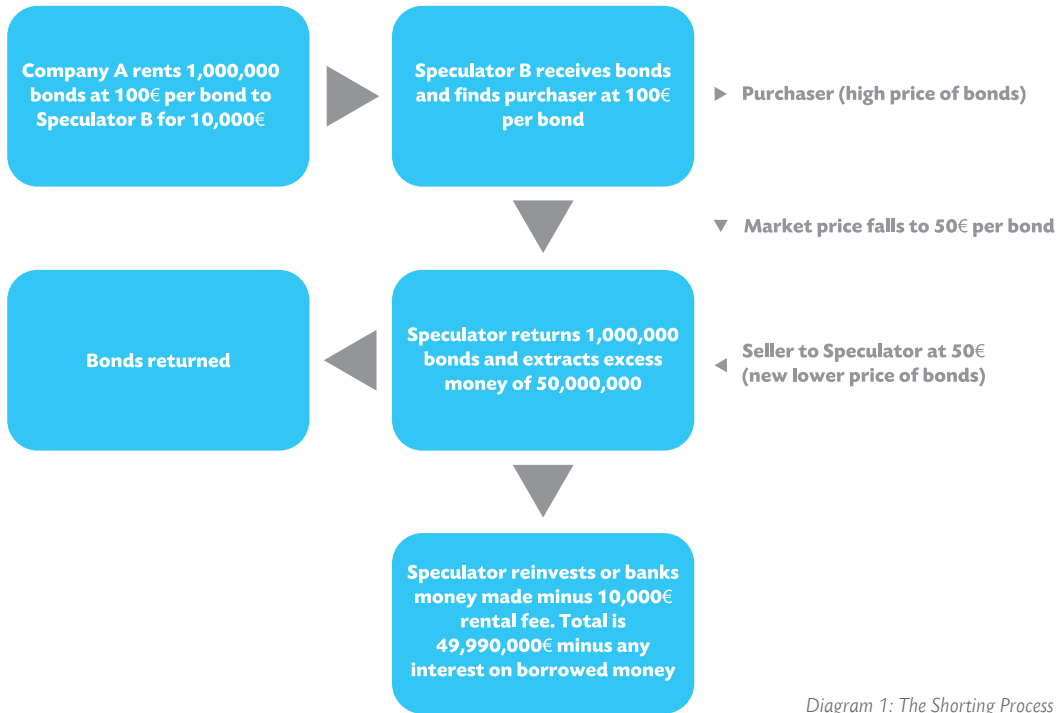 Company A rents 1,000,000
bonds at 100€ per bond to
Speculator B for 10,000€
Speculator B receives bonds
and finds purchaser at 100€
per bond
Purchaser (high price of bonds)
Market price falls to 50€ per bond
Bonds returned
Speculator returns 1,000,000
bonds and extracts excess
money of 50,000,000
Seller to Speculator at 50€
(new lower price of bonds)
Speculator reinvests or banks
money made minus 10,000€
rental fee. Total is
49,990,000€ minus any
interest on borrowed money
Diagram 1: The Shorting Process